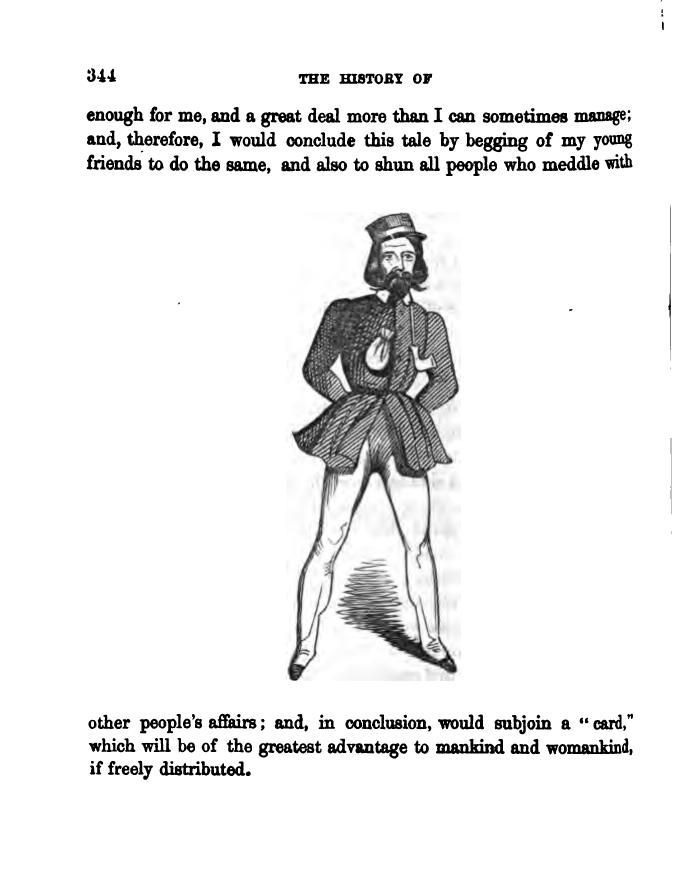 344 THE HISTORY OF
enough for me, and a great deal more than I can sometimes manage;
and, therefore, I would conclude this tale by begging of my young
friends to do the same, and also to shun all people who meddle with
other people's affairs; and, in conclusion, would subjoin a “card,”
which will be of the greatest advantage to mankind and womankind,
if freely distributed.